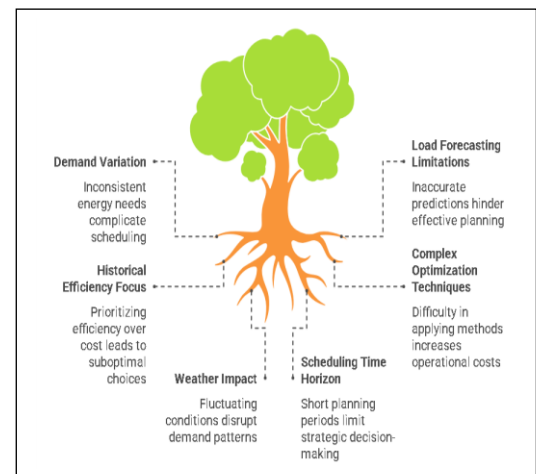 Demand Variation
Inconsistent
energy needs
complicate
scheduling
Historical
Efficiency Focus
Prioritizing
efficiency over
cost leads to
suboptimal
choices
Weather Impact
Fluctuating
conditions disrupt
demand patterns
Scheduling Time
Horizon
Short planning
periods limit
strategic decision-
making
Load Forecasting
Limitations
Inaccurate
predictions hinder
effective planning
Complex
Optimization
Techniques
Difficulty in
applying methods
increases
operational costs